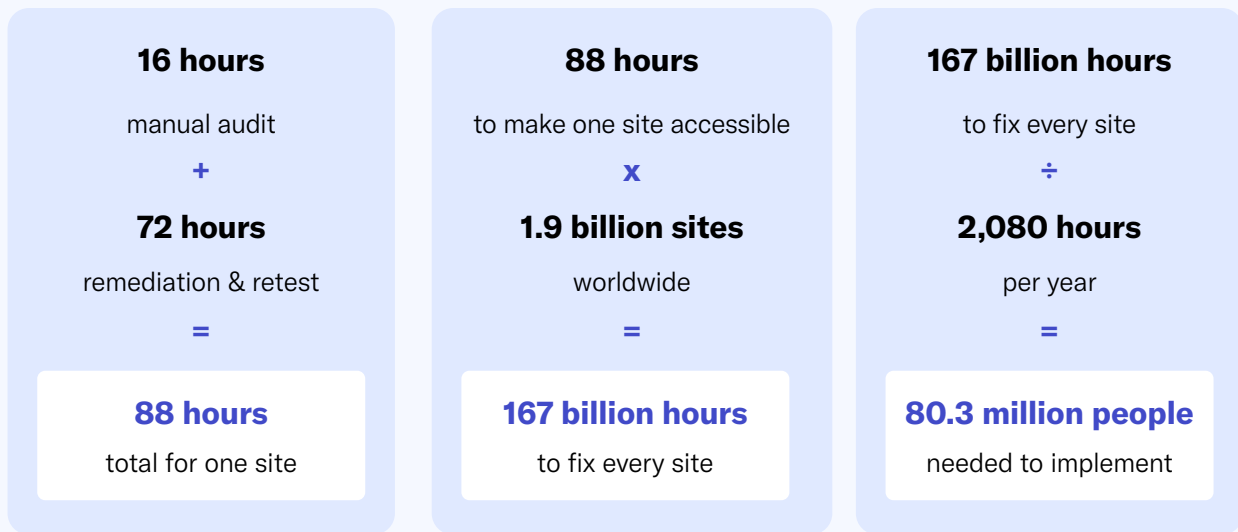 16 hours
manual audit
+
72 hours
remediation & retest
=
88 hours
total for one site
88 hours
to make one site accessible
x
1.9 billion sites
worldwide
=
167 billion hours
to fix every site
167 billion hours
to fix every site
÷
2,080 hours
per year
=
80.3 million people
needed to implement